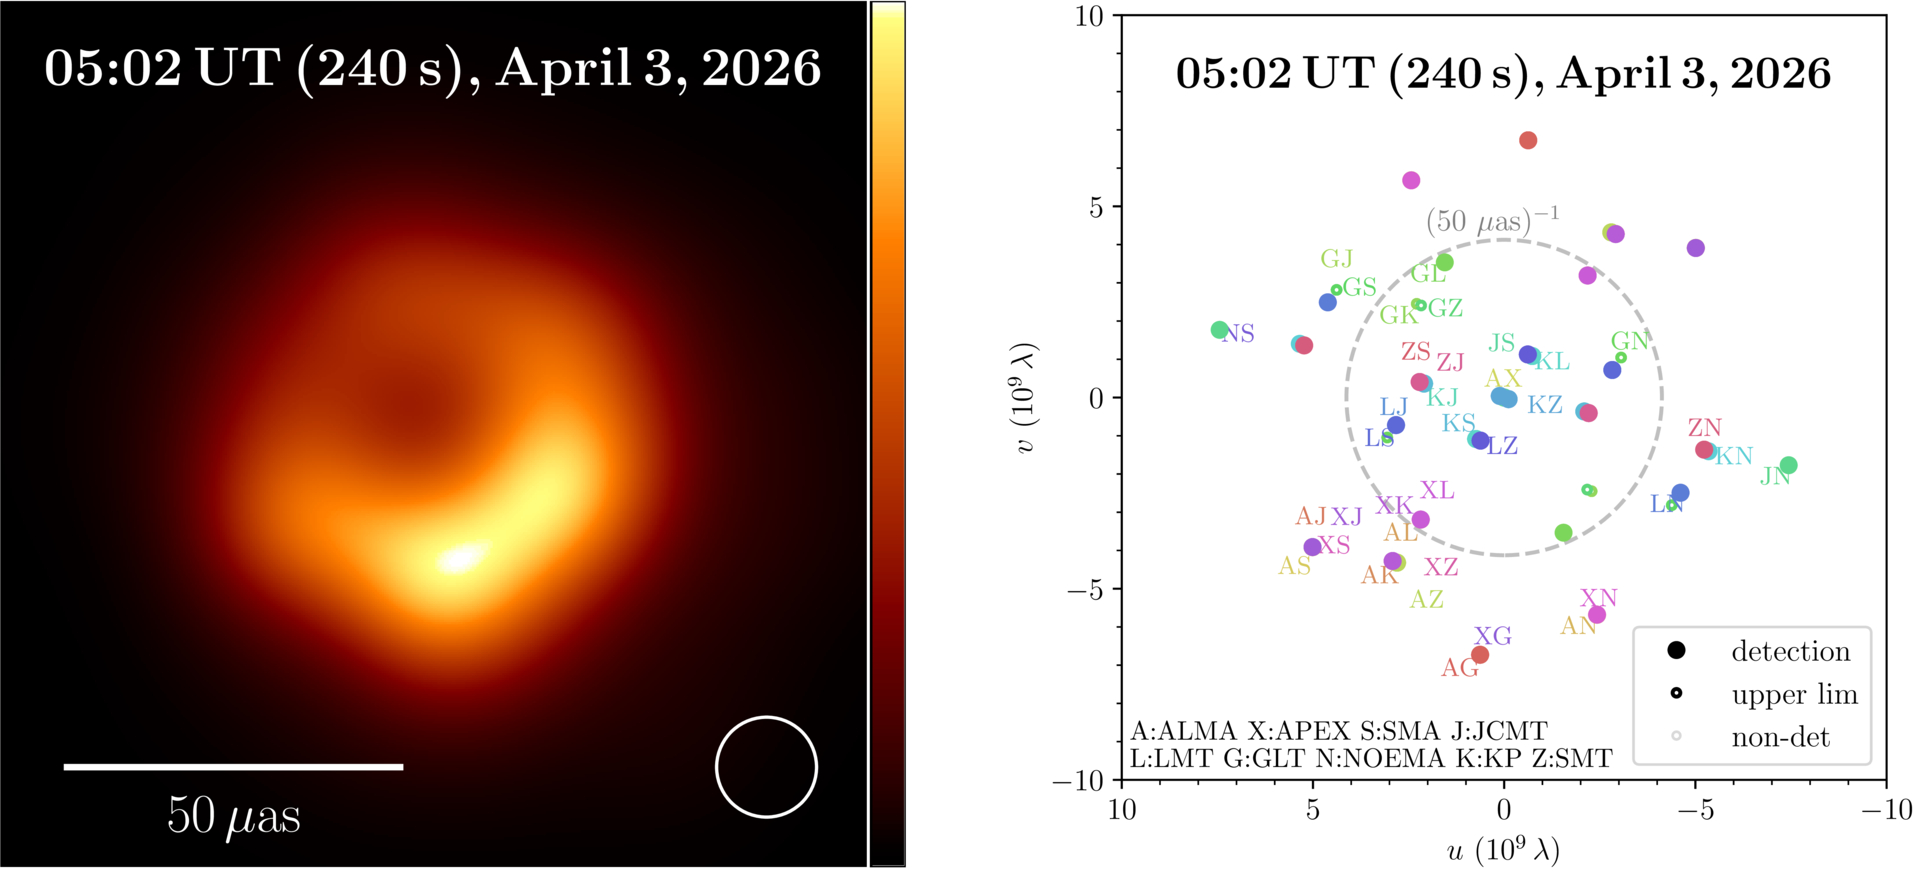 05:02 UT (240 s), April 3, 2026
50 μas
05:02 UT (240 s), April 3, 2026
10
5
0
−5
−10
v (10⁹ λ)
(50 μas)⁻¹
GJ
GS
GL
GK
GZ
NS
GN
ZS
ZJ
JS
KL
AX
KJ
KZ
LJ
KS
LS
LZ
ZN
KN
JN
LN
XL
XK
AJ
XJ
AL
XS
AS
XZ
AK
AZ
XN
AN
XG
AG
detection
upper lim
non-det
A:ALMA X:APEX S:SMA J:JCMT
L:LMT G:GLT N:NOEMA K:KP Z:SMT
10
5
0
−5
−10
u (10⁹ λ)